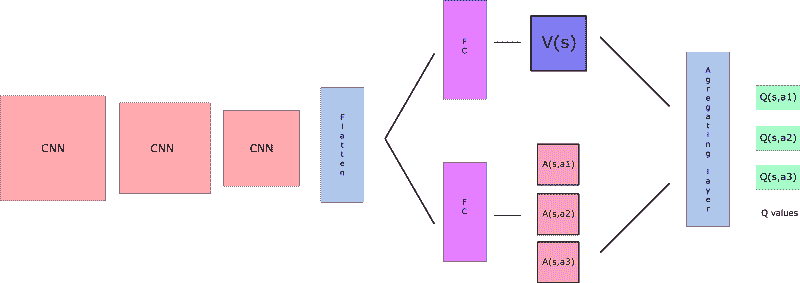 CNN
CNN
CNN
Flatten
FC
V(s)
FC
A(s,a1)
A(s,a2)
A(s,a3)
Agregating layer
Q(s,a1)
Q(s,a2)
Q(s,a3)
Q values